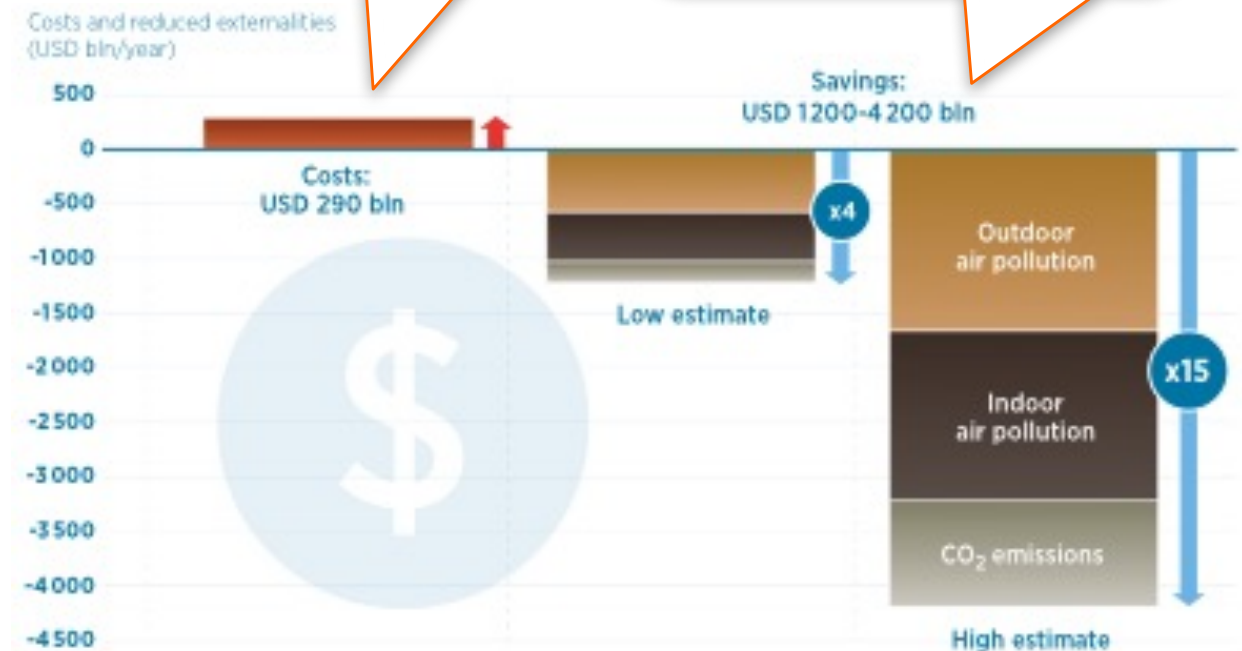 Costs and reduced externalities
(USD bln/year)
500
0
-500
-1000
-1500
-2000
-2500
-3000
-3500
-4000
-4500
Costs:
USD 290 bln
Savings:
USD 1200-4200 bln
x4
Low estimate
Outdoor
air pollution
Indoor
air pollution
CO₂ emissions
x15
High estimate